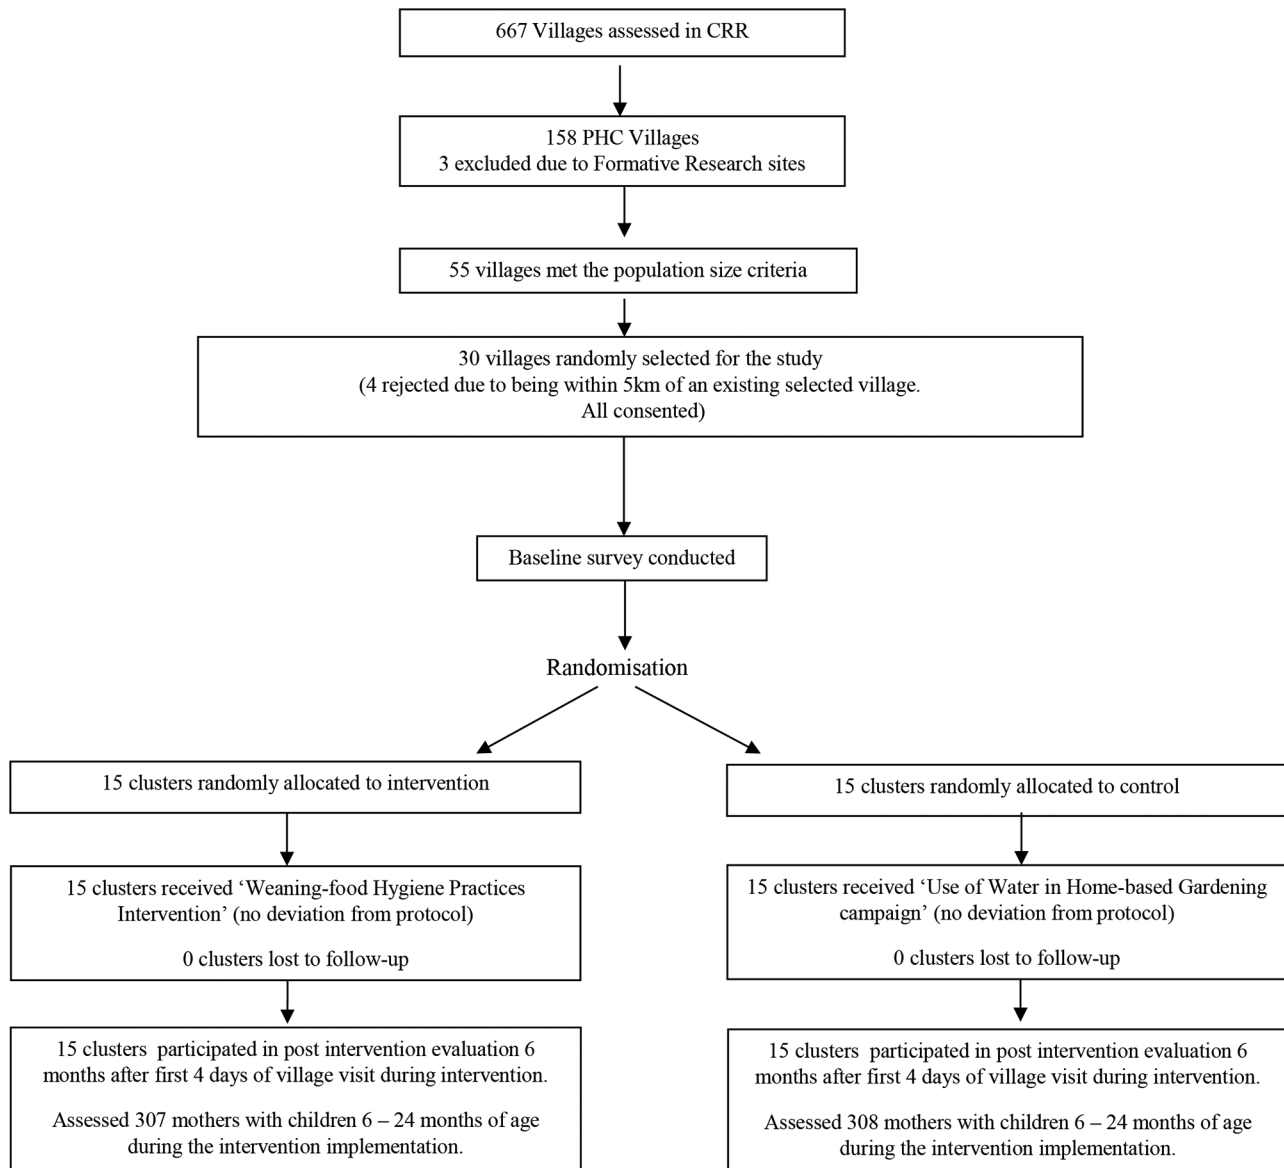 667 Villages assessed in CRR
158 PHC Villages
3 excluded due to Formative Research sites
55 villages met the population size criteria
30 villages randomly selected for the study
(4 rejected due to being within 5km of an existing selected village.
All consented)
Baseline survey conducted
Randomisation
15 clusters randomly allocated to intervention
15 clusters received ‘Weaning-food Hygiene Practices
Intervention’ (no deviation from protocol)
0 clusters lost to follow-up
15 clusters participated in post intervention evaluation 6
months after first 4 days of village visit during intervention.
Assessed 307 mothers with children 6 – 24 months of age
during the intervention implementation.
15 clusters randomly allocated to control
15 clusters received ‘Use of Water in Home-based Gardening
campaign’ (no deviation from protocol)
0 clusters lost to follow-up
15 clusters participated in post intervention evaluation 6
months after first 4 days of village visit during intervention.
Assessed 308 mothers with children 6 – 24 months of age
during the intervention implementation.